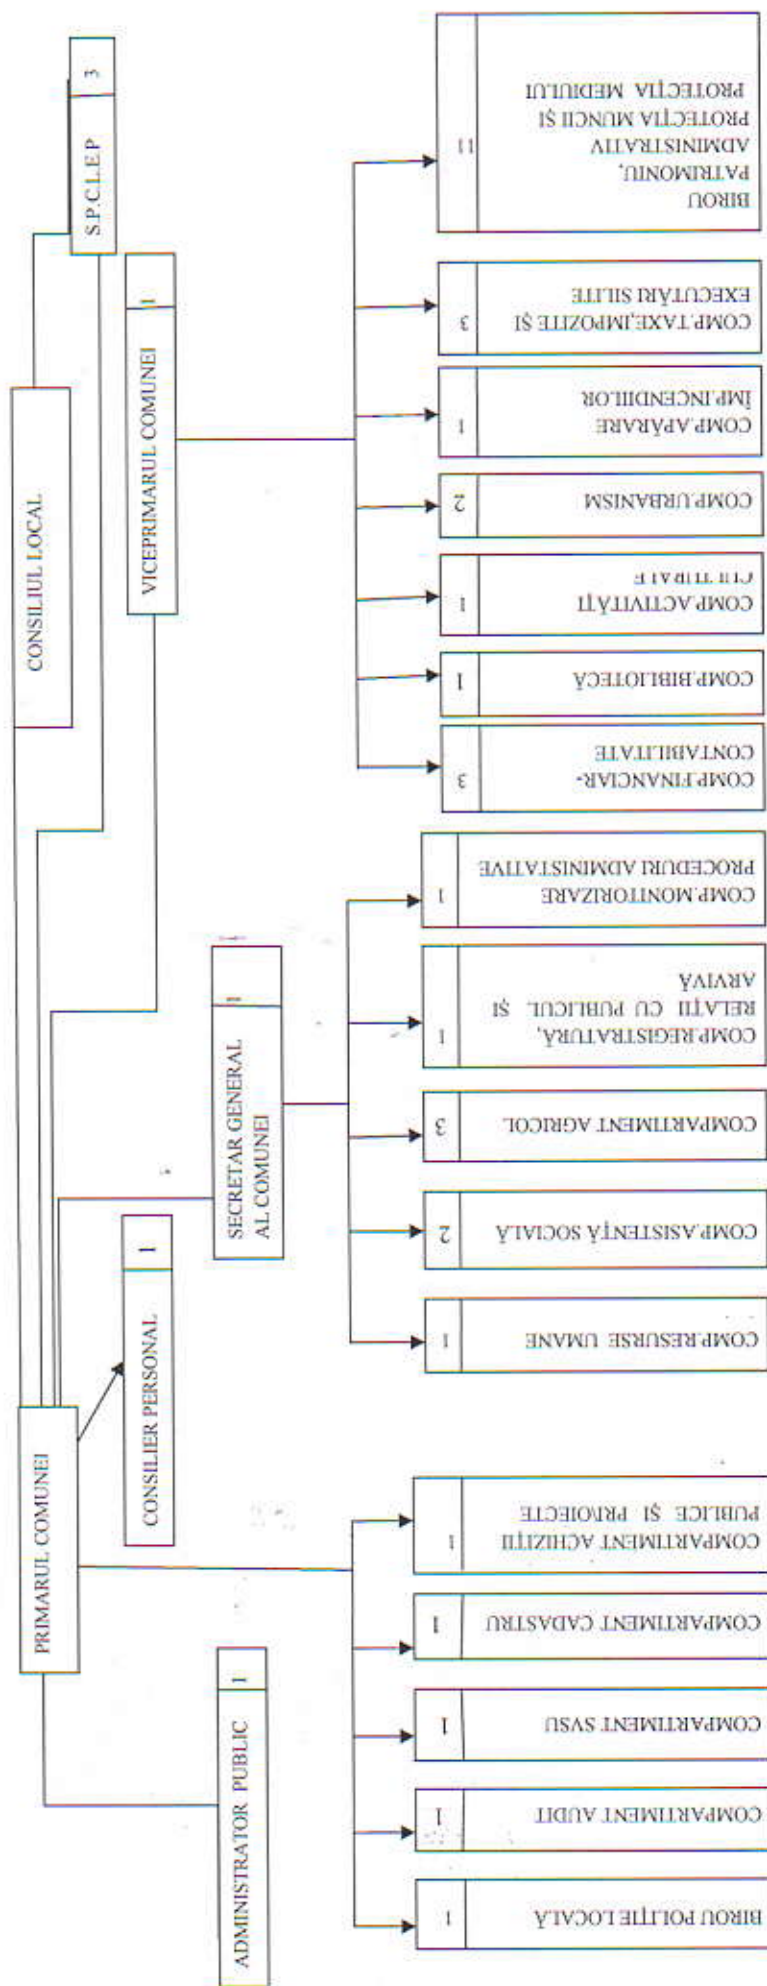 CONSILIUL LOCAL
PRIMARUL COMUNEI
S.P.C.L.E.P 3
CONSILIER PERSONAL 1
VICEPRIMARUL COMUNEI 1
ADMINISTRATOR PUBLIC 1
SECRETAR GENERAL
AL COMUNEI
1
BIROU POLIȚIE LOCALĂ
1
COMPARTIMENT AUDIT
1
COMPARTIMENT SVSU
1
COMPARTIMENT CADASTRU
1
COMPARTIMENT ACHIZIȚII
PUBLICE ȘI PRIOIECTE
1
COMP.RESURSE UMANE
1
COMP.ASISTENȚĂ SOCIALĂ
2
COMPARTIMENT AGRICOL
3
COMP.REGISTRATURĂ,
RELAȚII CU PUBLICUL ȘI
ARVIVĂ
1
COMP.MONITORIZARE
PROCEDURI ADMINISTATIVE
1
COMP.FINANCIAR-
CONTABILITATE
3
COMP.BIBLIOTECĂ
1
COMP.ACTIVITĂȚI
CULTURALE
1
COMP.URBANISM
2
COMP.APĂRARE
ÎMP.INCENDIILOR
1
COMP.TAXE,IMPOZITE ȘI
EXECUTĂRI SILITE
3
BIROU
PATRIMONIU,
ADMINISTRATIV
PROTECȚIA MUNCII ȘI
PROTECȚIA MEDIULUI
11